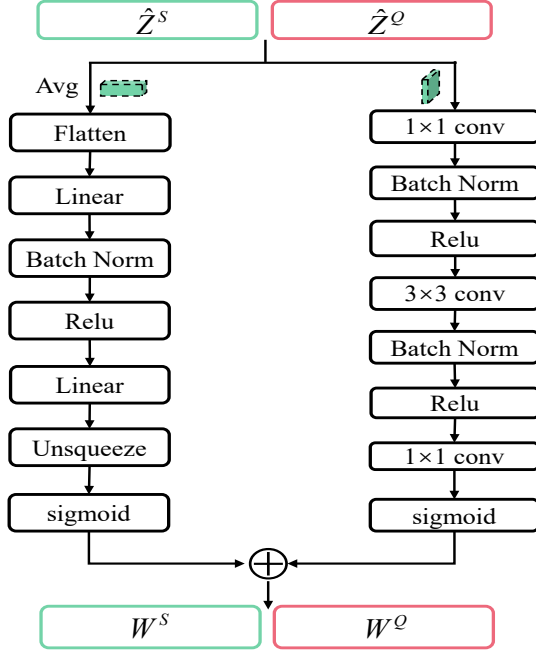 Ẑ^S Ẑ^Q
Avg
Flatten
Linear
Batch Norm
Relu
Linear
Unsqueeze
sigmoid
1×1 conv
Batch Norm
Relu
3×3 conv
Batch Norm
Relu
1×1 conv
sigmoid
W^S W^Q